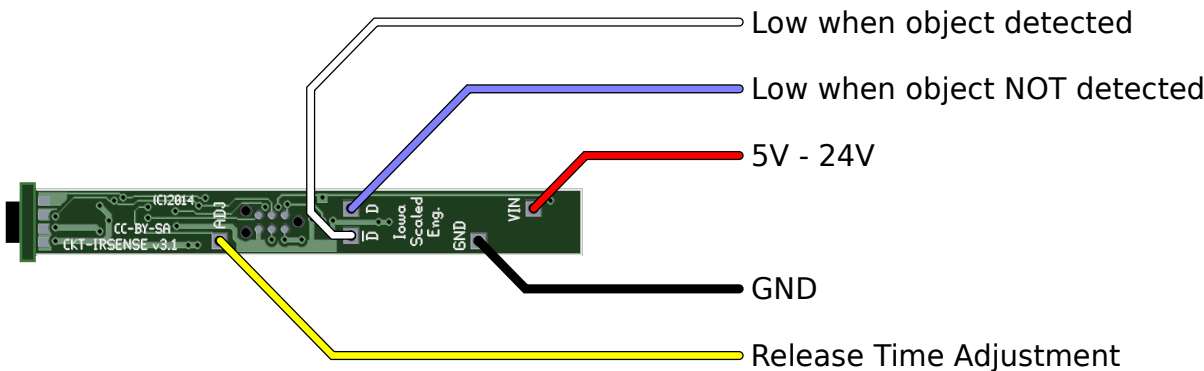 Low when object detected
Low when object NOT detected
5V - 24V
GND
Release Time Adjustment
(C)2014
CC-BY-SA
CKT-IRSENSE v3.1
ADJ
D
D̅
Iowa
Scaled
Eng.
GND
VIN